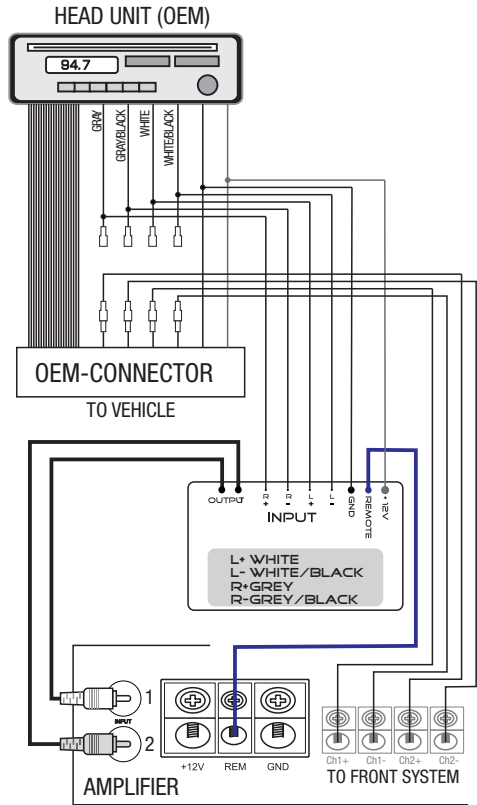 HEAD UNIT (OEM)
94.7
GRAY
GRAY/BLACK
WHITE
WHITE/BLACK
OEM-CONNECTOR
TO VEHICLE
OUTPUT
R
+
R
-
L
+
L
-
GND
REMOTE
+12V
INPUT
L+ WHITE
L- WHITE/BLACK
R+GREY
R-GREY/BLACK
1
INPUT
2
+12V
REM
GND
AMPLIFIER
Ch1+
Ch1-
Ch2+
Ch2-
TO FRONT SYSTEM